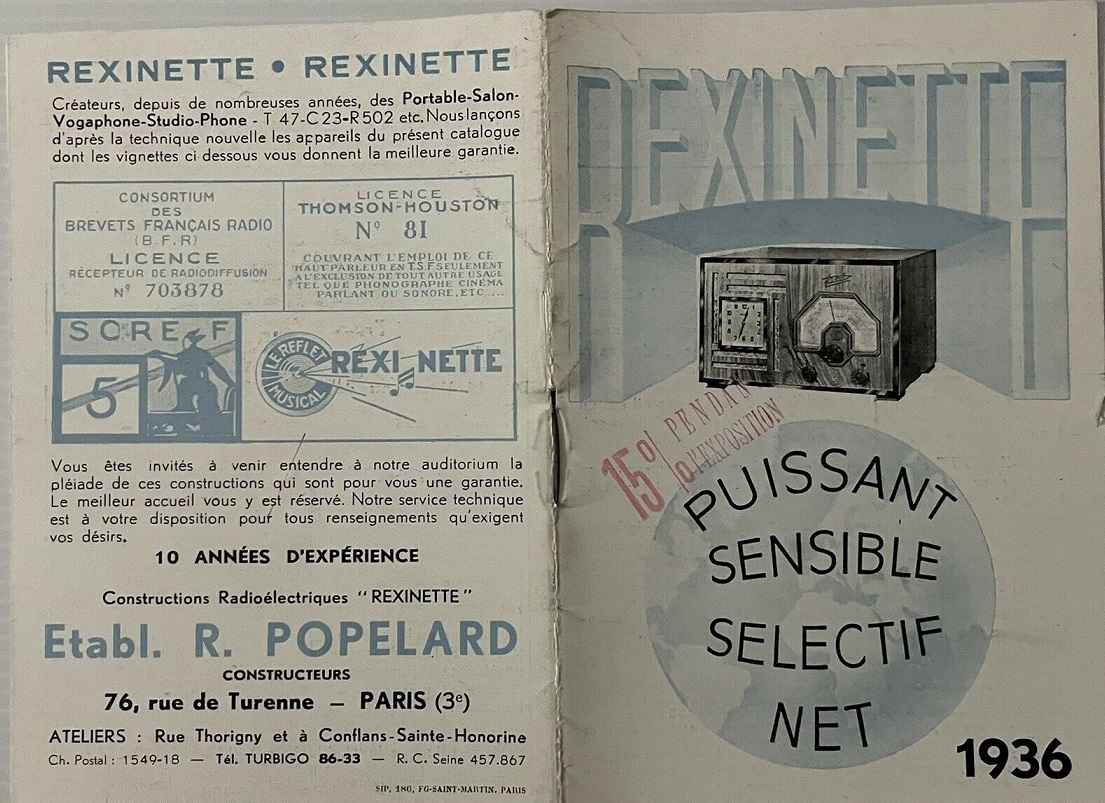 REXINETTE • REXINETTE
Créateurs, depuis de nombreuses années, des Portable-Salon-
Vogaphone-Studio-Phone - T 47-C23-R502 etc. Nous lançons
d'après la technique nouvelle les appareils du présent catalogue
dont les vignettes ci dessous vous donnent la meilleure garantie.
CONSORTIUM
DES
BREVETS FRANÇAIS RADIO
(B.F.R)
LICENCE
RÉCEPTEUR DE RADIODIFFUSION
Nº 703878
LICENCE
THOMSON-HOUSTON
Nº 81
COUVRANT L'EMPLOI DE CE
HAUT PARLEUR EN T.S.F SEULEMENT
A L'EXCLUSION DE TOUT AUTRE USAGE
TEL QUE PHONOGRAPHE CINÉMA
PARLANT OU SONORE, ETC....
SCRE F
5
LE REFLET
MUSICAL
REXINETTE
Vous êtes invités à venir entendre à notre auditorium la
pléiade de ces constructions qui sont pour vous une garantie.
Le meilleur accueil vous y est réservé. Notre service technique
est à votre disposition pour tous renseignements qu'exigent
vos désirs.
10 ANNÉES D'EXPÉRIENCE
Constructions Radioélectriques "REXINETTE"
Etabl. R. POPELARD
CONSTRUCTEURS
76, rue de Turenne — PARIS (3e)
ATELIERS : Rue Thorigny et à Conflans-Sainte-Honorine
Ch. Postal : 1549-18 — Tél. TURBIGO 86-33 — R. C. Seine 457.867
SIP, 186, FG-SAINT-MARTIN, PARIS
REXINETTE
15% PENDAN
L'EXPOSITION
PUISSANT
SENSIBLE
SELECTIF
NET
1936